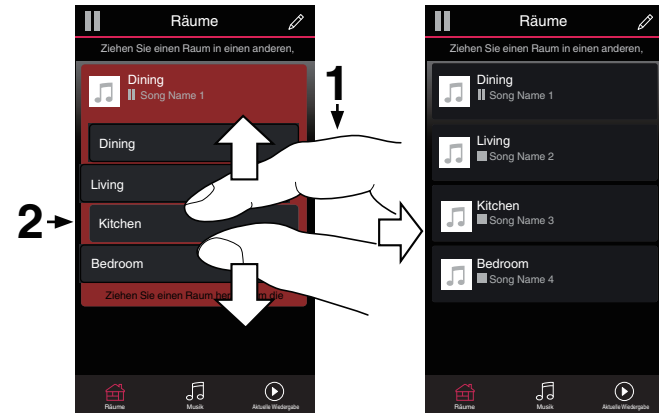 Räume
Ziehen Sie einen Raum in einen anderen,
Dining
Song Name 1
Dining
Living
Kitchen
Bedroom
Ziehen Sie einen Raum die
Räume
Musik
Aktuelle Wiedergabe
1
2
Räume
Ziehen Sie einen Raum in einen anderen,
Dining
Song Name 1
Living
Song Name 2
Kitchen
Song Name 3
Bedroom
Song Name 4
Räume
Musik
Aktuelle Wiedergabe